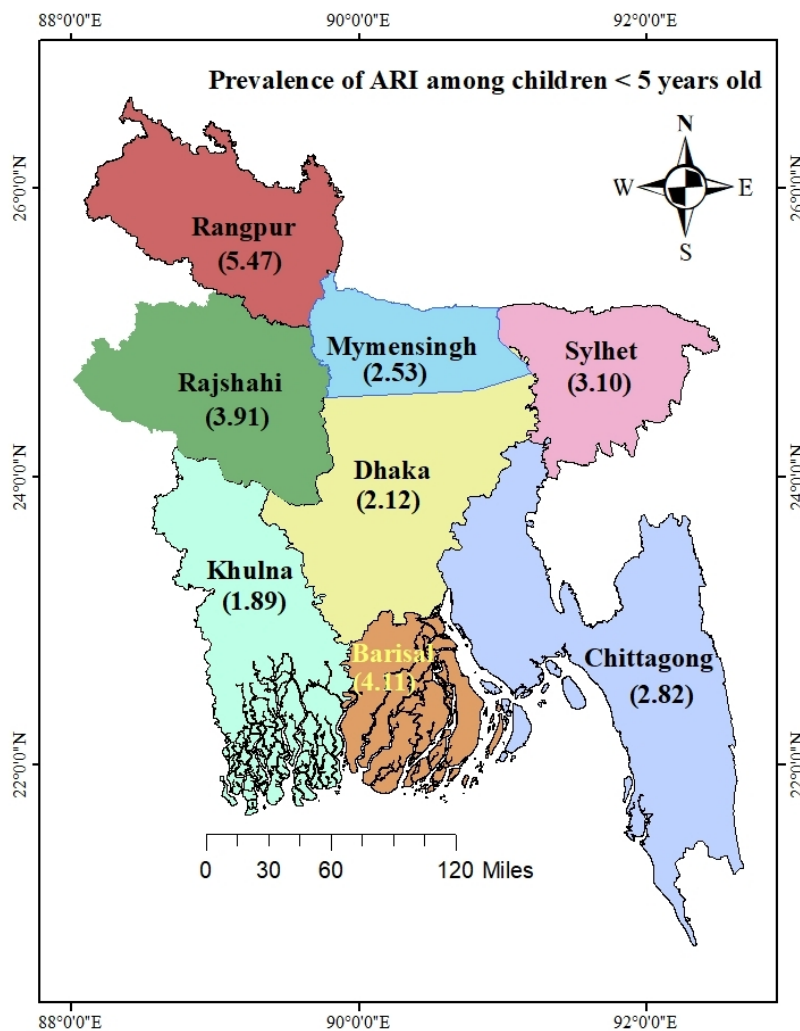 88°0'0"E 90°0'0"E 92°0'0"E
Prevalence of ARI among children < 5 years old
N
W E
S
26°0'0"N 26°0'0"N
Rangpur
(5.47)
Mymensingh
(2.53)
Sylhet
(3.10)
Rajshahi
(3.91)
Dhaka
(2.12)
24°0'0"N 24°0'0"N
Khulna
(1.89)
Barisal
(4.11)
Chittagong
(2.82)
22°0'0"N 22°0'0"N
0 30 60 120 Miles
88°0'0"E 90°0'0"E 92°0'0"E